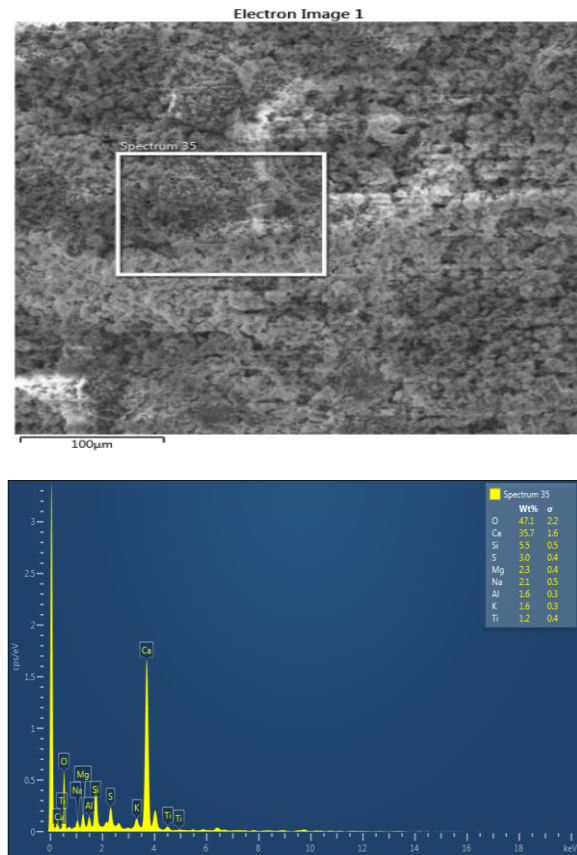 Electron Image 1
Spectrum 35
100µm
Spectrum 35
Wt% σ
O 47.1 2.2
Ca 35.7 1.6
Si 5.5 0.5
S 3.0 0.4
Mg 2.3 0.4
Na 2.1 0.5
Al 1.6 0.3
K 1.6 0.3
Ti 1.2 0.4
3
2.5
2
1.5
1
0.5
0
cps/eV
Ca
O
Mg
Na
Ti
Si
Al
S
Ca
K
Ti
Ti
0 2 4 6 8 10 12 14 16 18 keV